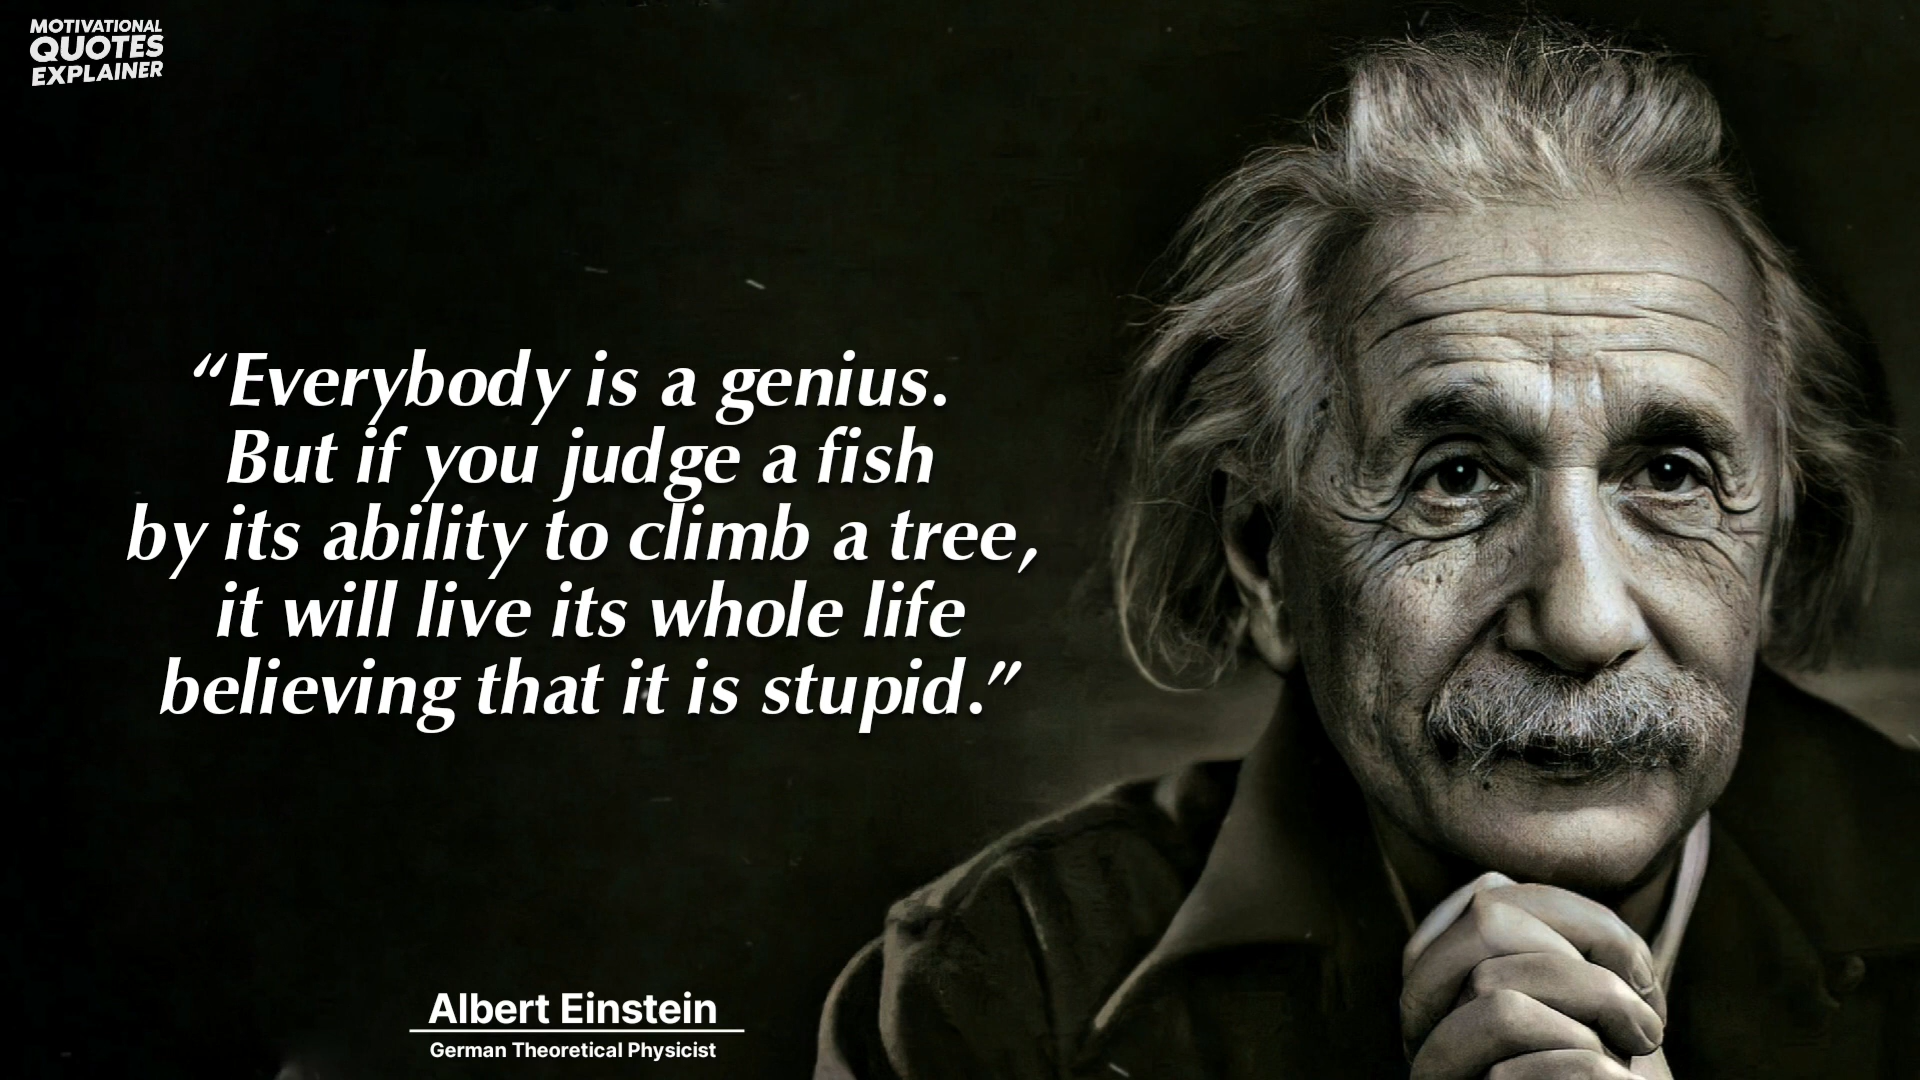 MOTIVATIONAL
QUOTES
EXPLAINER
“Everybody is a genius.
But if you judge a fish
by its ability to climb a tree,
it will live its whole life
believing that it is stupid.”
Albert Einstein
German Theoretical Physicist